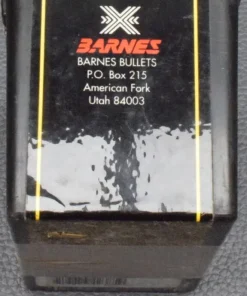 BARNES
BARNES BULLETS
P.O. Box 215
American Fork
Utah 84003